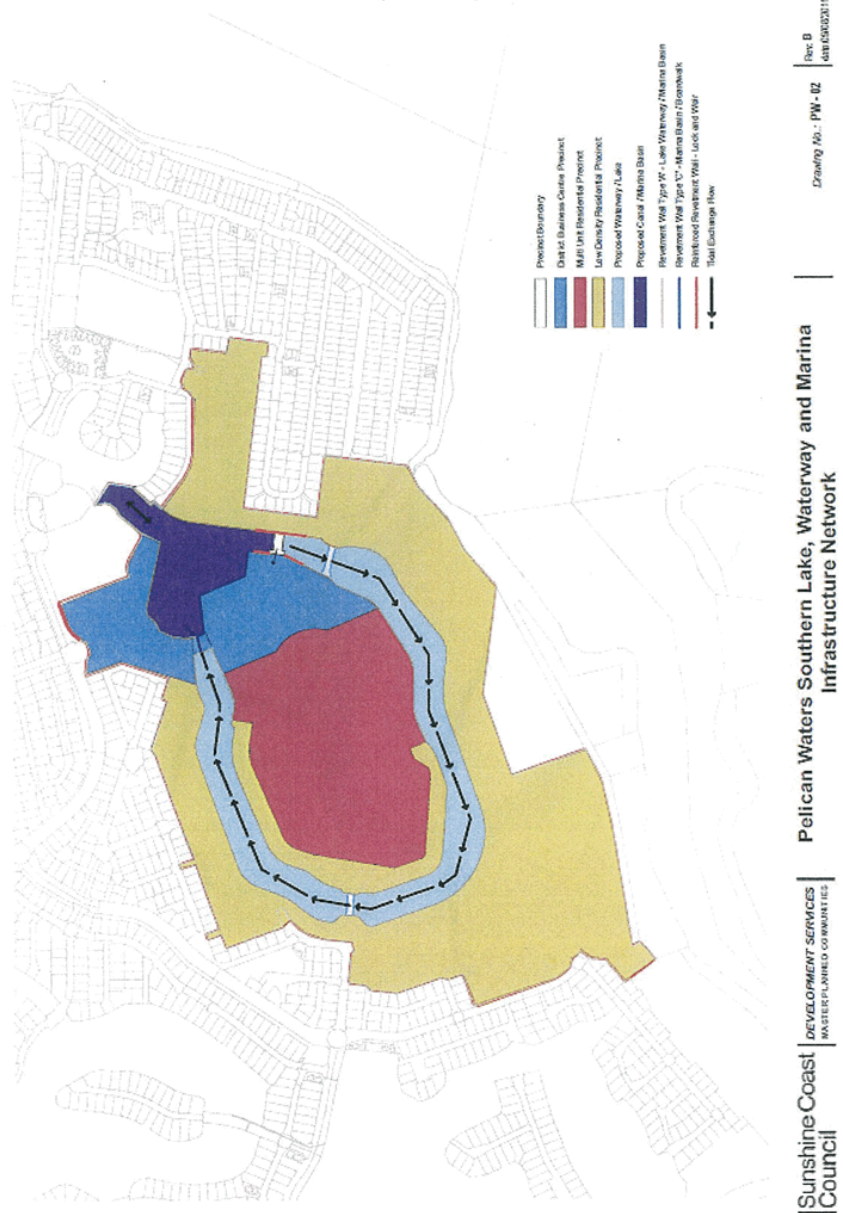 Precinct Boundary
District Business Centre Precinct
Multi Unit Residential Precinct
Low Density Residential Precinct
Proposed Waterway / Lake
Proposed Canal / Marina Basin
Revetment Wall Type 'A' - Lake Waterway / Marina Basin
Revetment Wall Type 'C' - Marina Basin / Boardwalk
Reinforced Revetment Wall - Lock and Weir
Tidal Exchange Flow
Sunshine Coast
Council
DEVELOPMENT SERVICES
MASTER PLANNED COMMUNITIES
Pelican Waters Southern Lake, Waterway and Marina
Infrastructure Network
Drawing No.: PW - 02
Rev: B